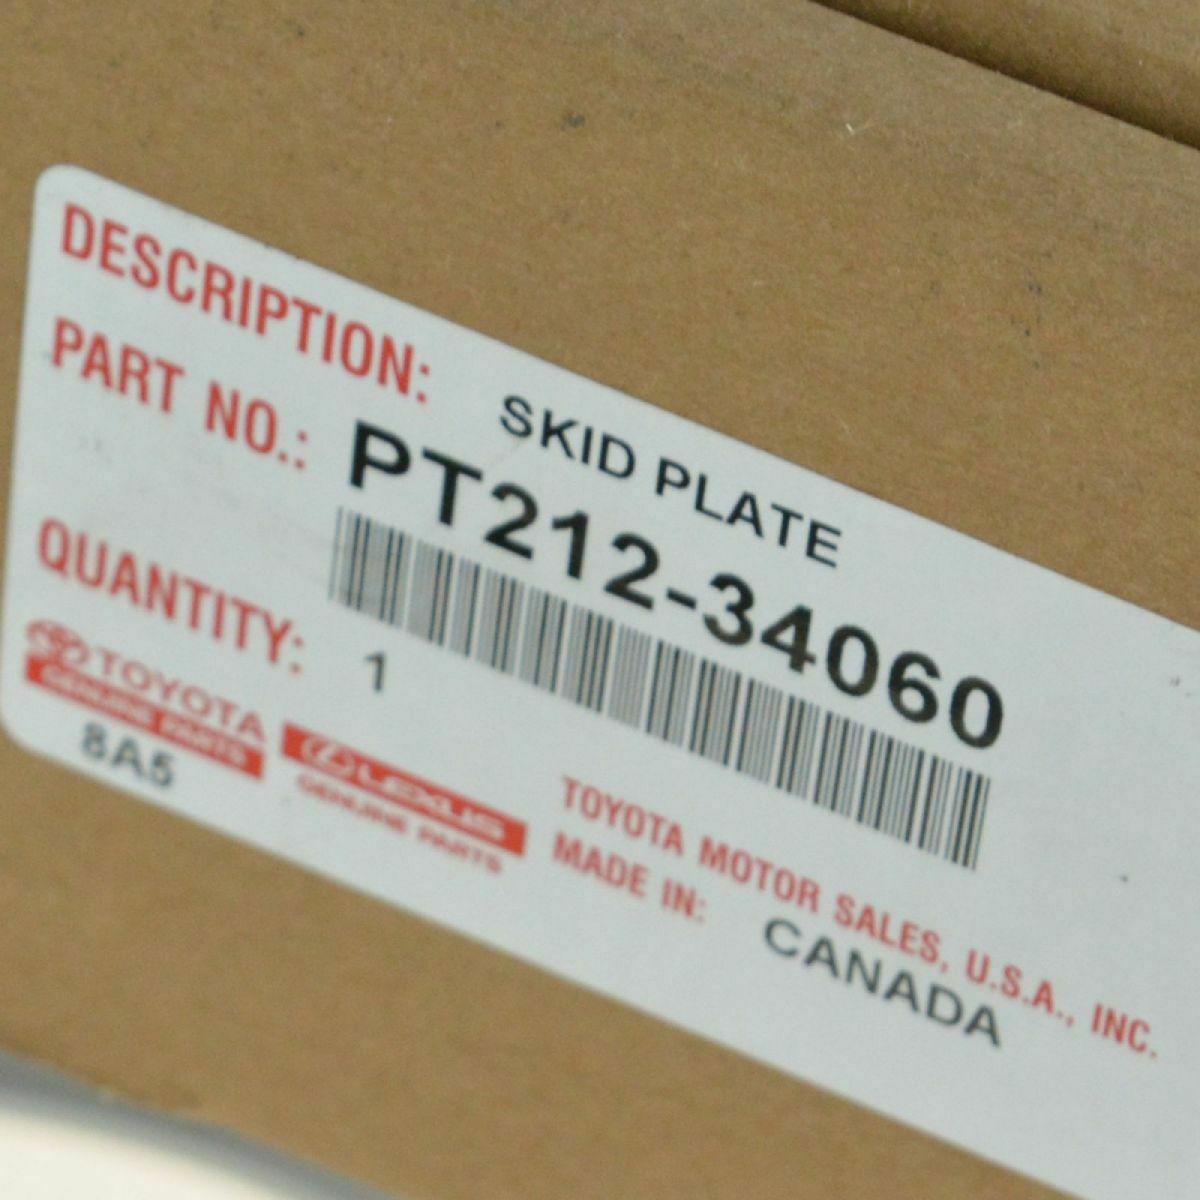 DESCRIPTION: SKID PLATE
PART NO.: PT212-34060
QUANTITY: 1
TOYOTA
GENUINE PARTS
8A5
LEXUS
GENUINE PARTS
TOYOTA MOTOR SALES, U.S.A., INC.
MADE IN: CANADA